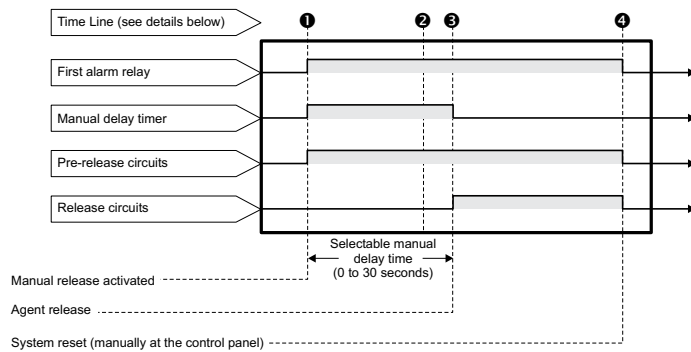 Time Line (see details below)
❶ ❷ ❸ ❹
First alarm relay
Manual delay timer
Pre-release circuits
Release circuits
Selectable manual
delay time
(0 to 30 seconds)
Manual release activated
Agent release
System reset (manually at the control panel)